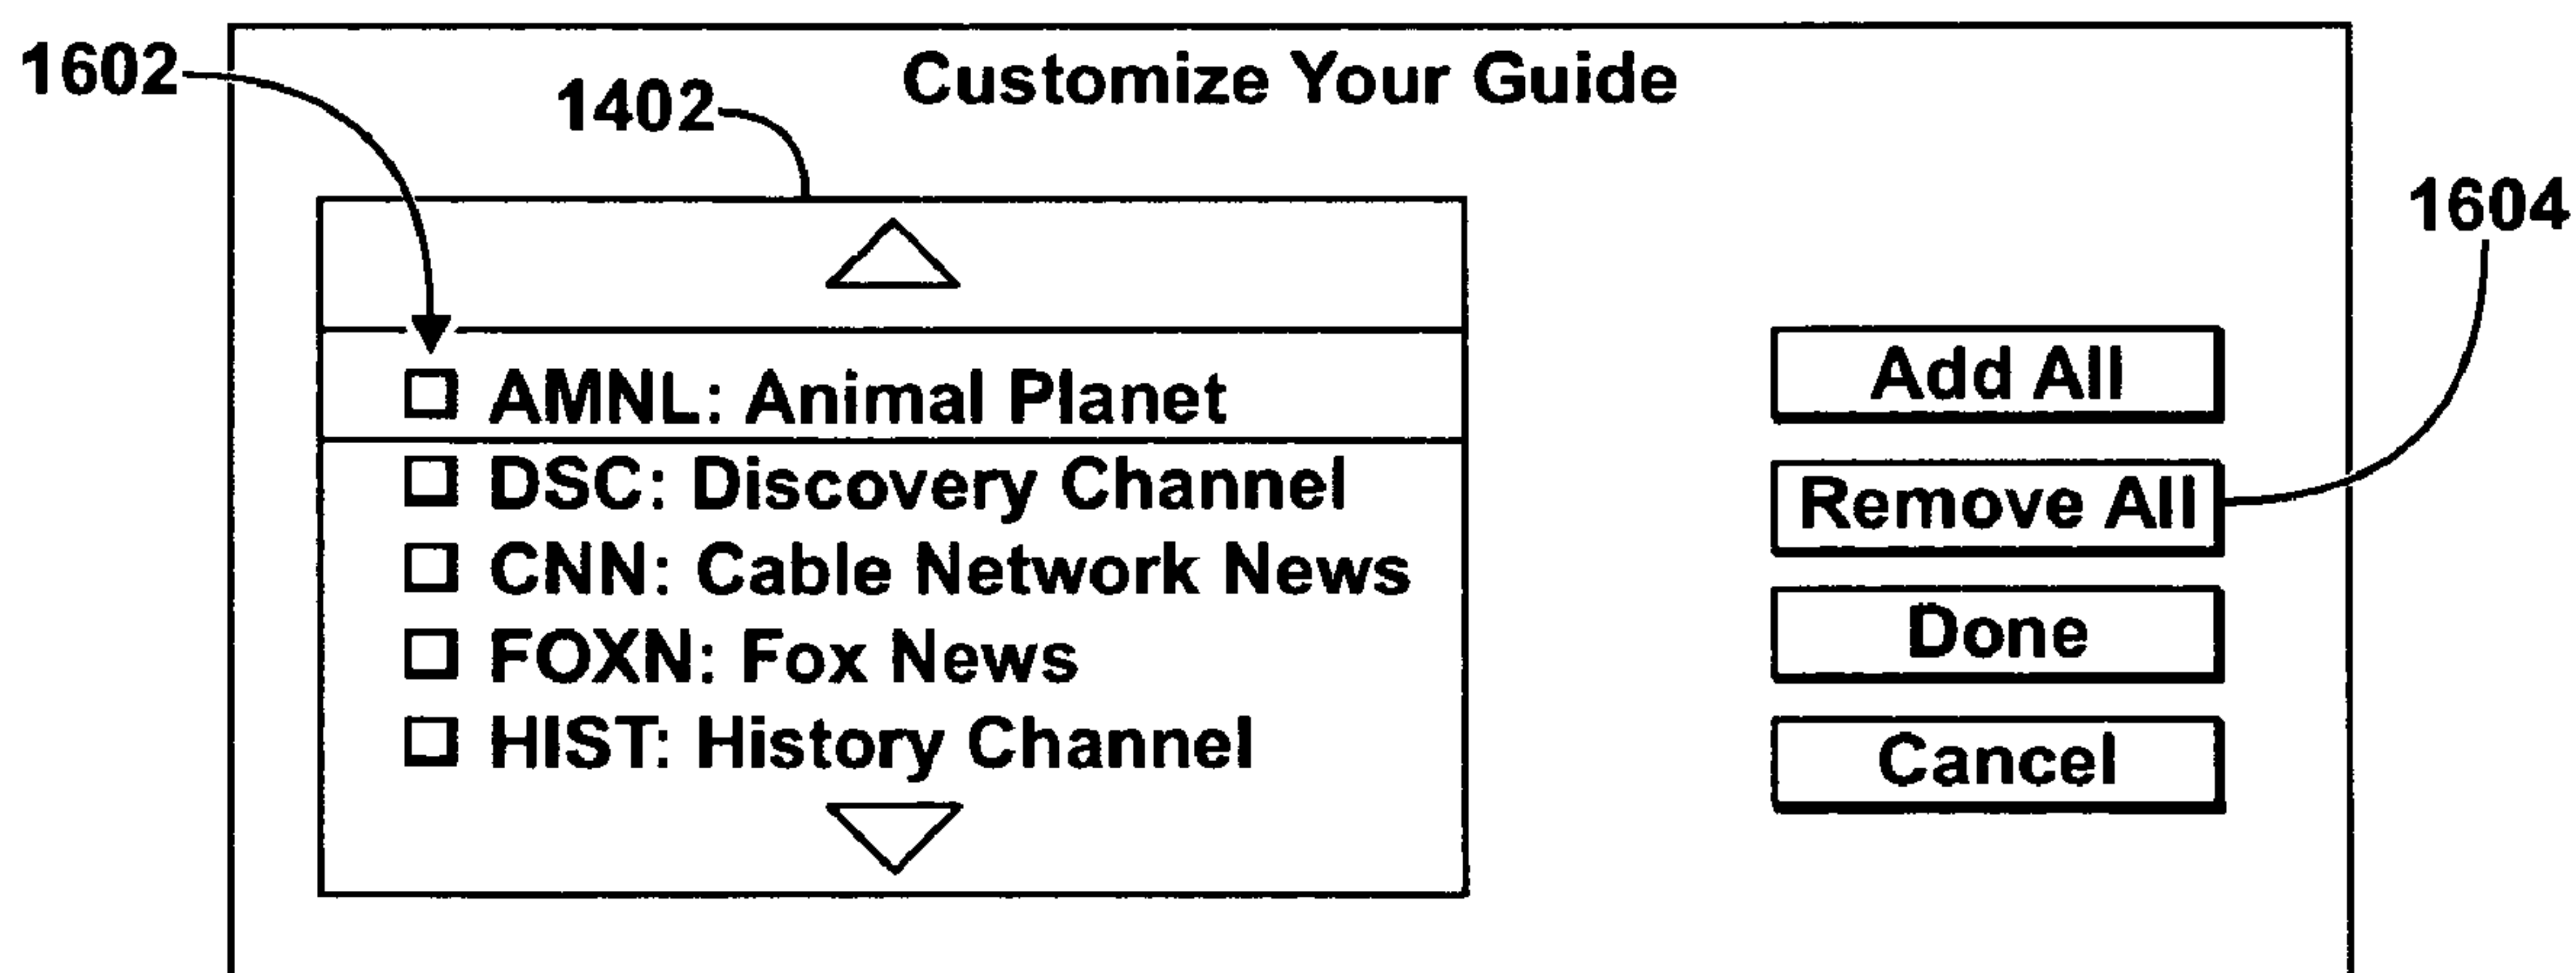 Customize Your Guide
1602
1402
1604
AMNL: Animal Planet
DSC: Discovery Channel
CNN: Cable Network News
FOXN: Fox News
HIST: History Channel
Add All
Remove All
Done
Cancel